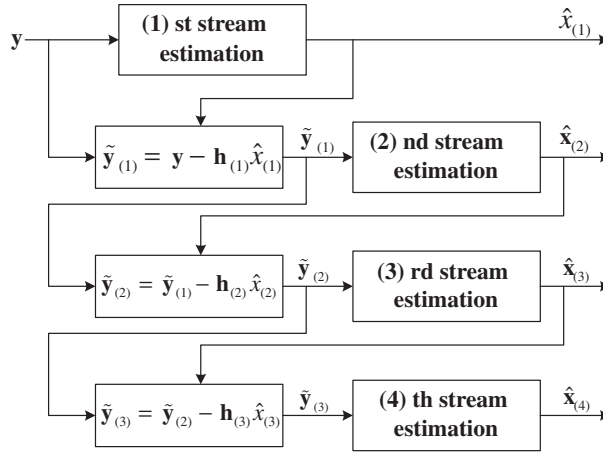 (1) st stream
estimation
x̂₍₁₎
y
ỹ₍₁₎ = y − h₍₁₎x̂₍₁₎
ỹ₍₁₎
(2) nd stream
estimation
x̂₍₂₎
ỹ₍₂₎ = ỹ₍₁₎ − h₍₂₎x̂₍₂₎
ỹ₍₂₎
(3) rd stream
estimation
x̂₍₃₎
ỹ₍₃₎ = ỹ₍₂₎ − h₍₃₎x̂₍₃₎
ỹ₍₃₎
(4) th stream
estimation
x̂₍₄₎